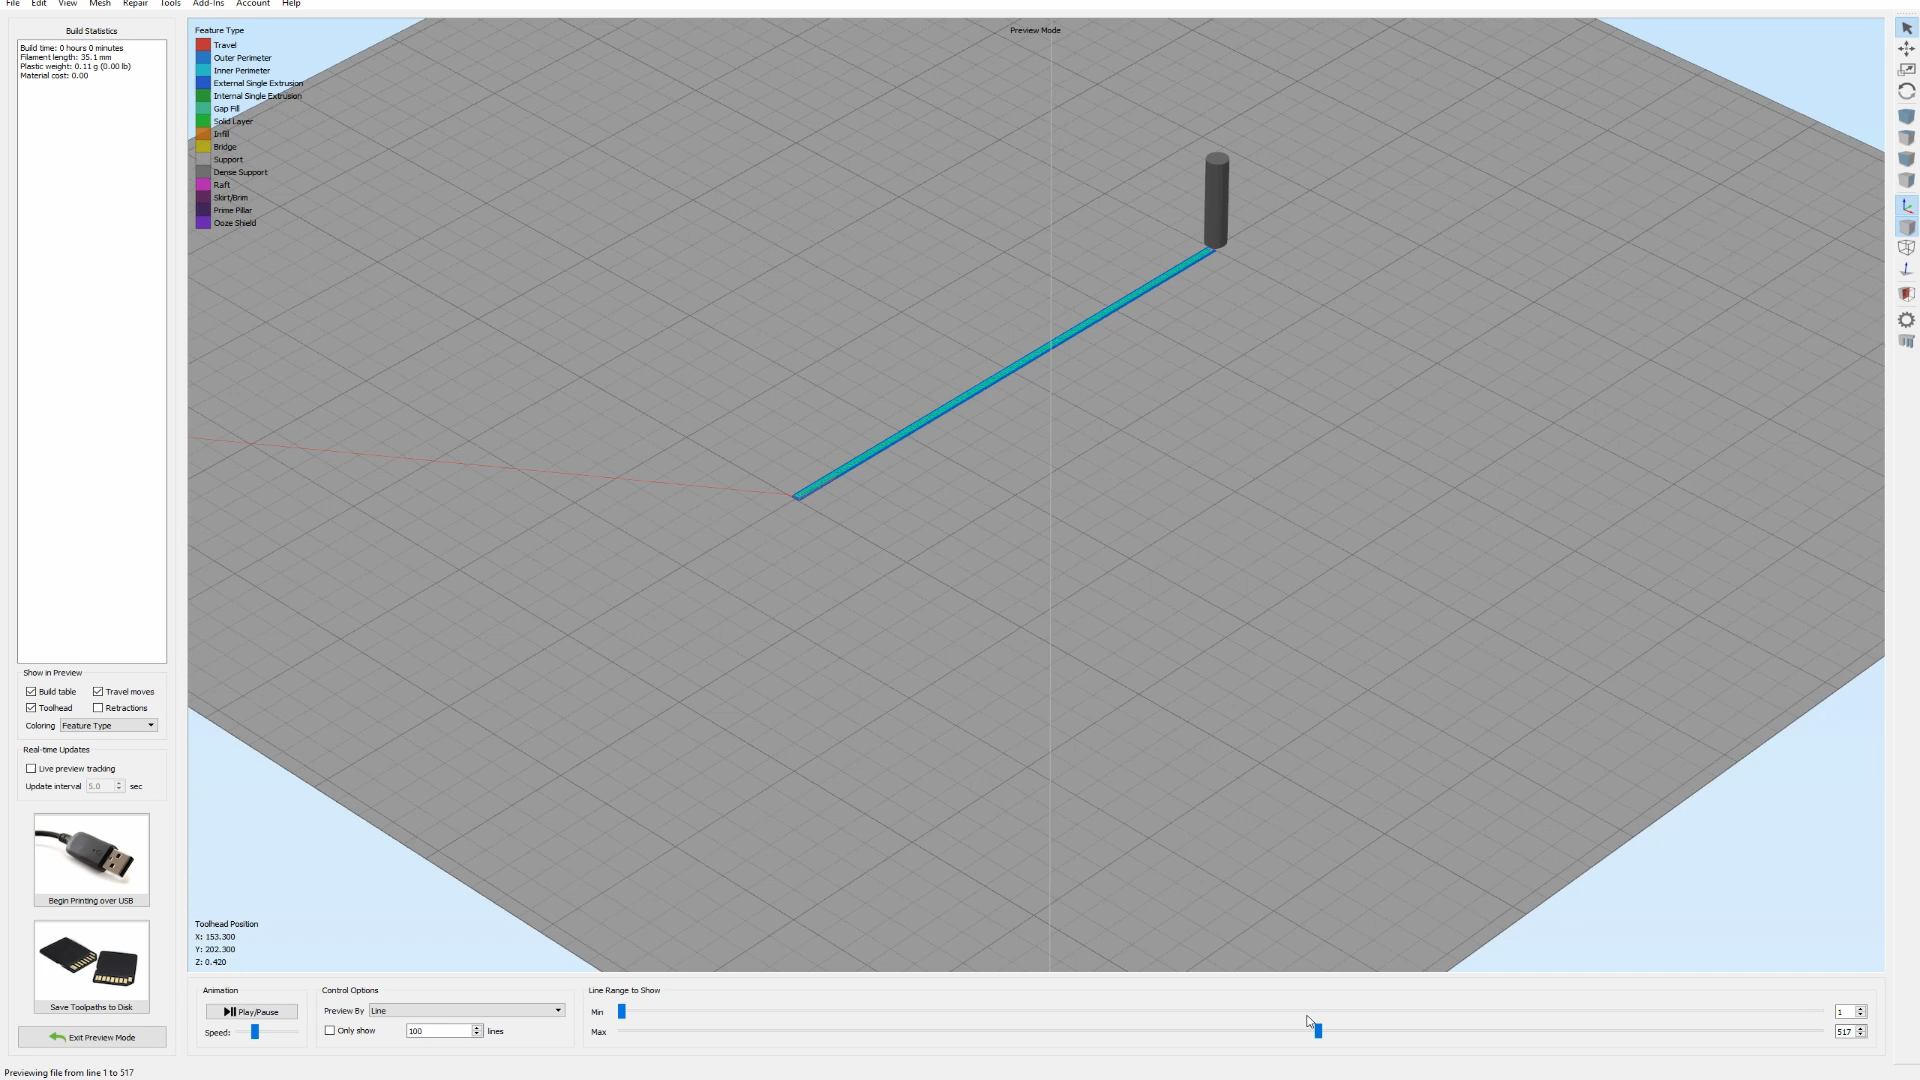 File Edit View Mesh Repair Tools Add-Ins Account Help
Build Statistics
Build time: 0 hours 0 minutes
Filament length: 35.1 mm
Plastic weight: 0.11 g (0.00 lb)
Material cost: 0.00
Show in Preview
Build table Travel moves
Toolhead Retractions
Coloring Feature Type
Real-time Updates
Live preview tracking
Update interval 5.0 sec
Begin Printing over USB
Save Toolpaths to Disk
Exit Preview Mode
Previewing file from line 1 to 517
Feature Type
Travel
Outer Perimeter
Inner Perimeter
External Single Extrusion
Internal Single Extrusion
Gap Fill
Solid Layer
Infill
Bridge
Support
Dense Support
Raft
Skirt/Brim
Prime Pillar
Ooze Shield
Preview Mode
Toolhead Position
X: 153.300
Y: 202.300
Z: 0.420
Animation
Play/Pause
Speed:
Control Options
Preview By Line
Only show 100 lines
Line Range to Show
Min 1
Max 517